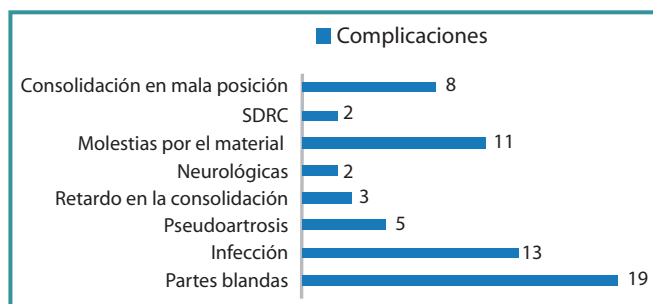 Complicaciones
Consolidación en mala posición 8
SDRC 2
Molestias por el material 11
Neurológicas 2
Retardo en la consolidación 3
Pseudoartrosis 5
Infección 13
Partes blandas 19